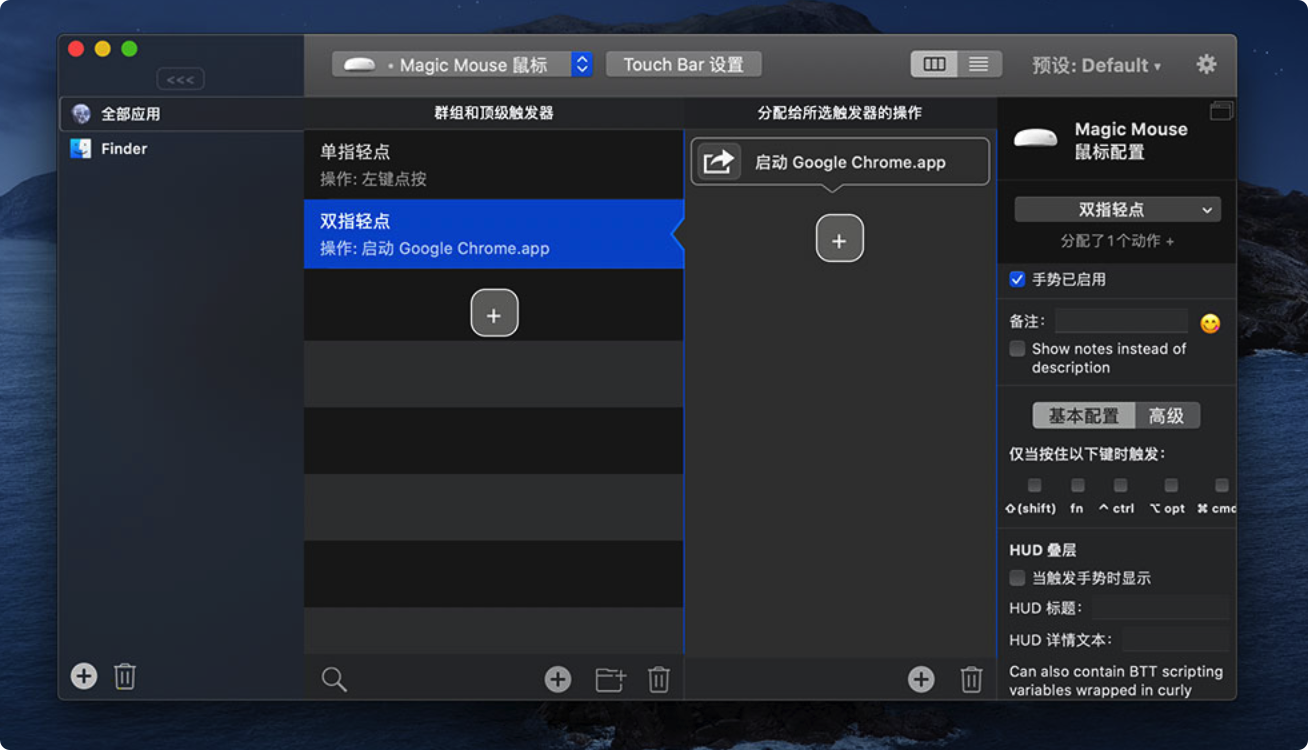 <<<
Magic Mouse 鼠标
Touch Bar 设置
预设: Default
全部应用
Finder
群组和顶级触发器
单指轻点
操作: 左键点按
双指轻点
操作: 启动 Google Chrome.app
分配给所选触发器的操作
启动 Google Chrome.app
Magic Mouse
鼠标配置
双指轻点
分配了1个动作 +
手势已启用
备注:
Show notes instead of
description
基本配置 高级
仅当按住以下键时触发:
⇧(shift) fn ^ ctrl ⌥ opt ⌘ cmd
HUD 叠层
当触发手势时显示
HUD 标题:
HUD 详情文本:
Can also contain BTT scripting
variables wrapped in curly